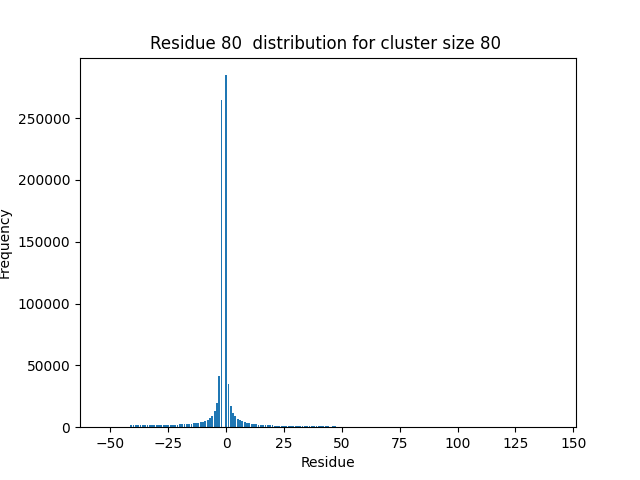 Residue 80  distribution for cluster size 80
250000
200000
150000
100000
50000
0
Frequency
−50 −25 0 25 50 75 100 125 150
Residue